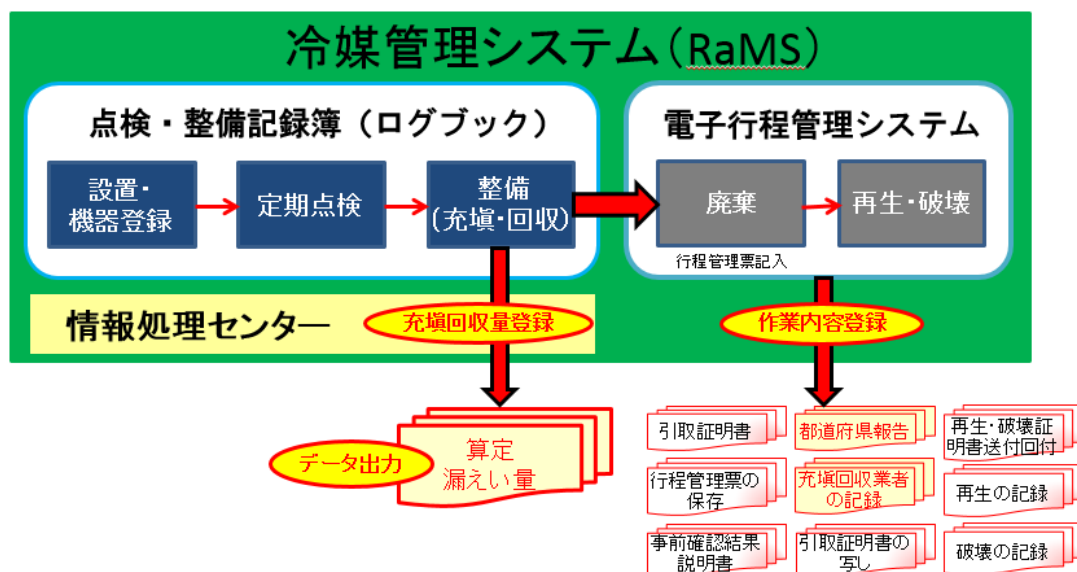 冷媒管理システム（RaMS）
点検・整備記録簿（ログブック）
設置・
機器登録
定期点検
整備
(充塡・回収)
電子行程管理システム
廃棄
再生・破壊
行程管理票記入
情報処理センター
充塡回収量登録
作業内容登録
データ出力
算定
漏えい量
引取証明書
都道府県報告
再生・破壊証
明書送付回付
行程管理票の
保存
充塡回収業者
の記録
再生の記録
事前確認結果
説明書
引取証明書の
写し
破壊の記録